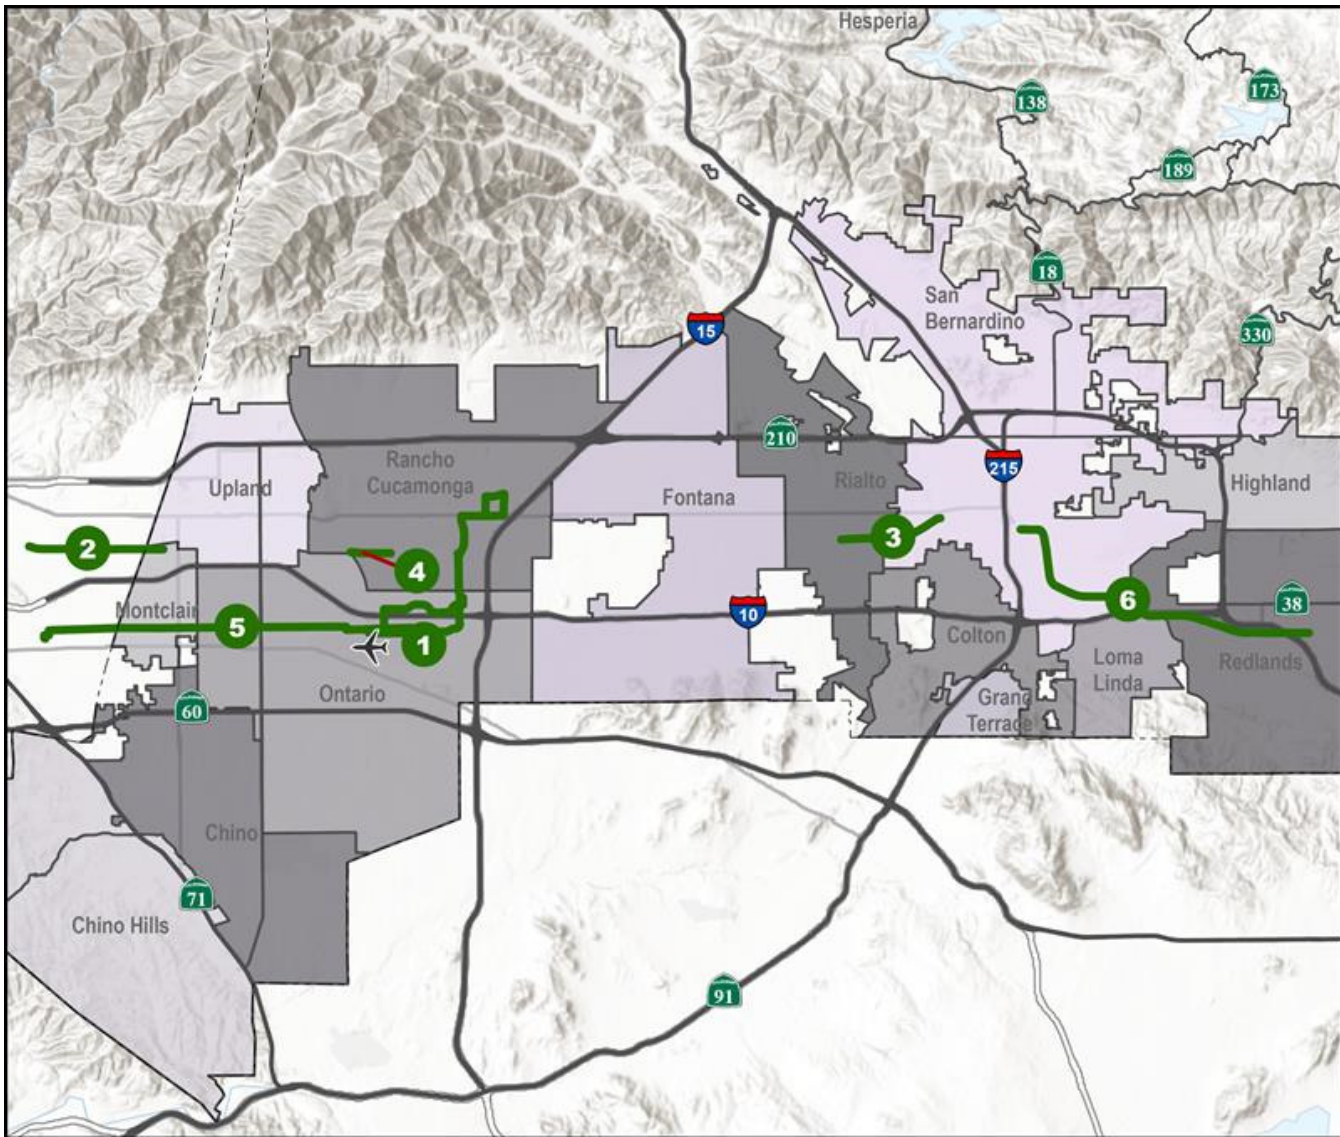 Hesperia
138
173
189
18
San
Bernardino
330
15
210
Rancho
Cucamonga
Upland
Fontana
Rialto
215
Highland
2
3
4
Montclair
5
1
10
6
38
Colton
Loma
Linda
Redlands
Ontario
60
Grand
Terrace
Chino
71
Chino Hills
91